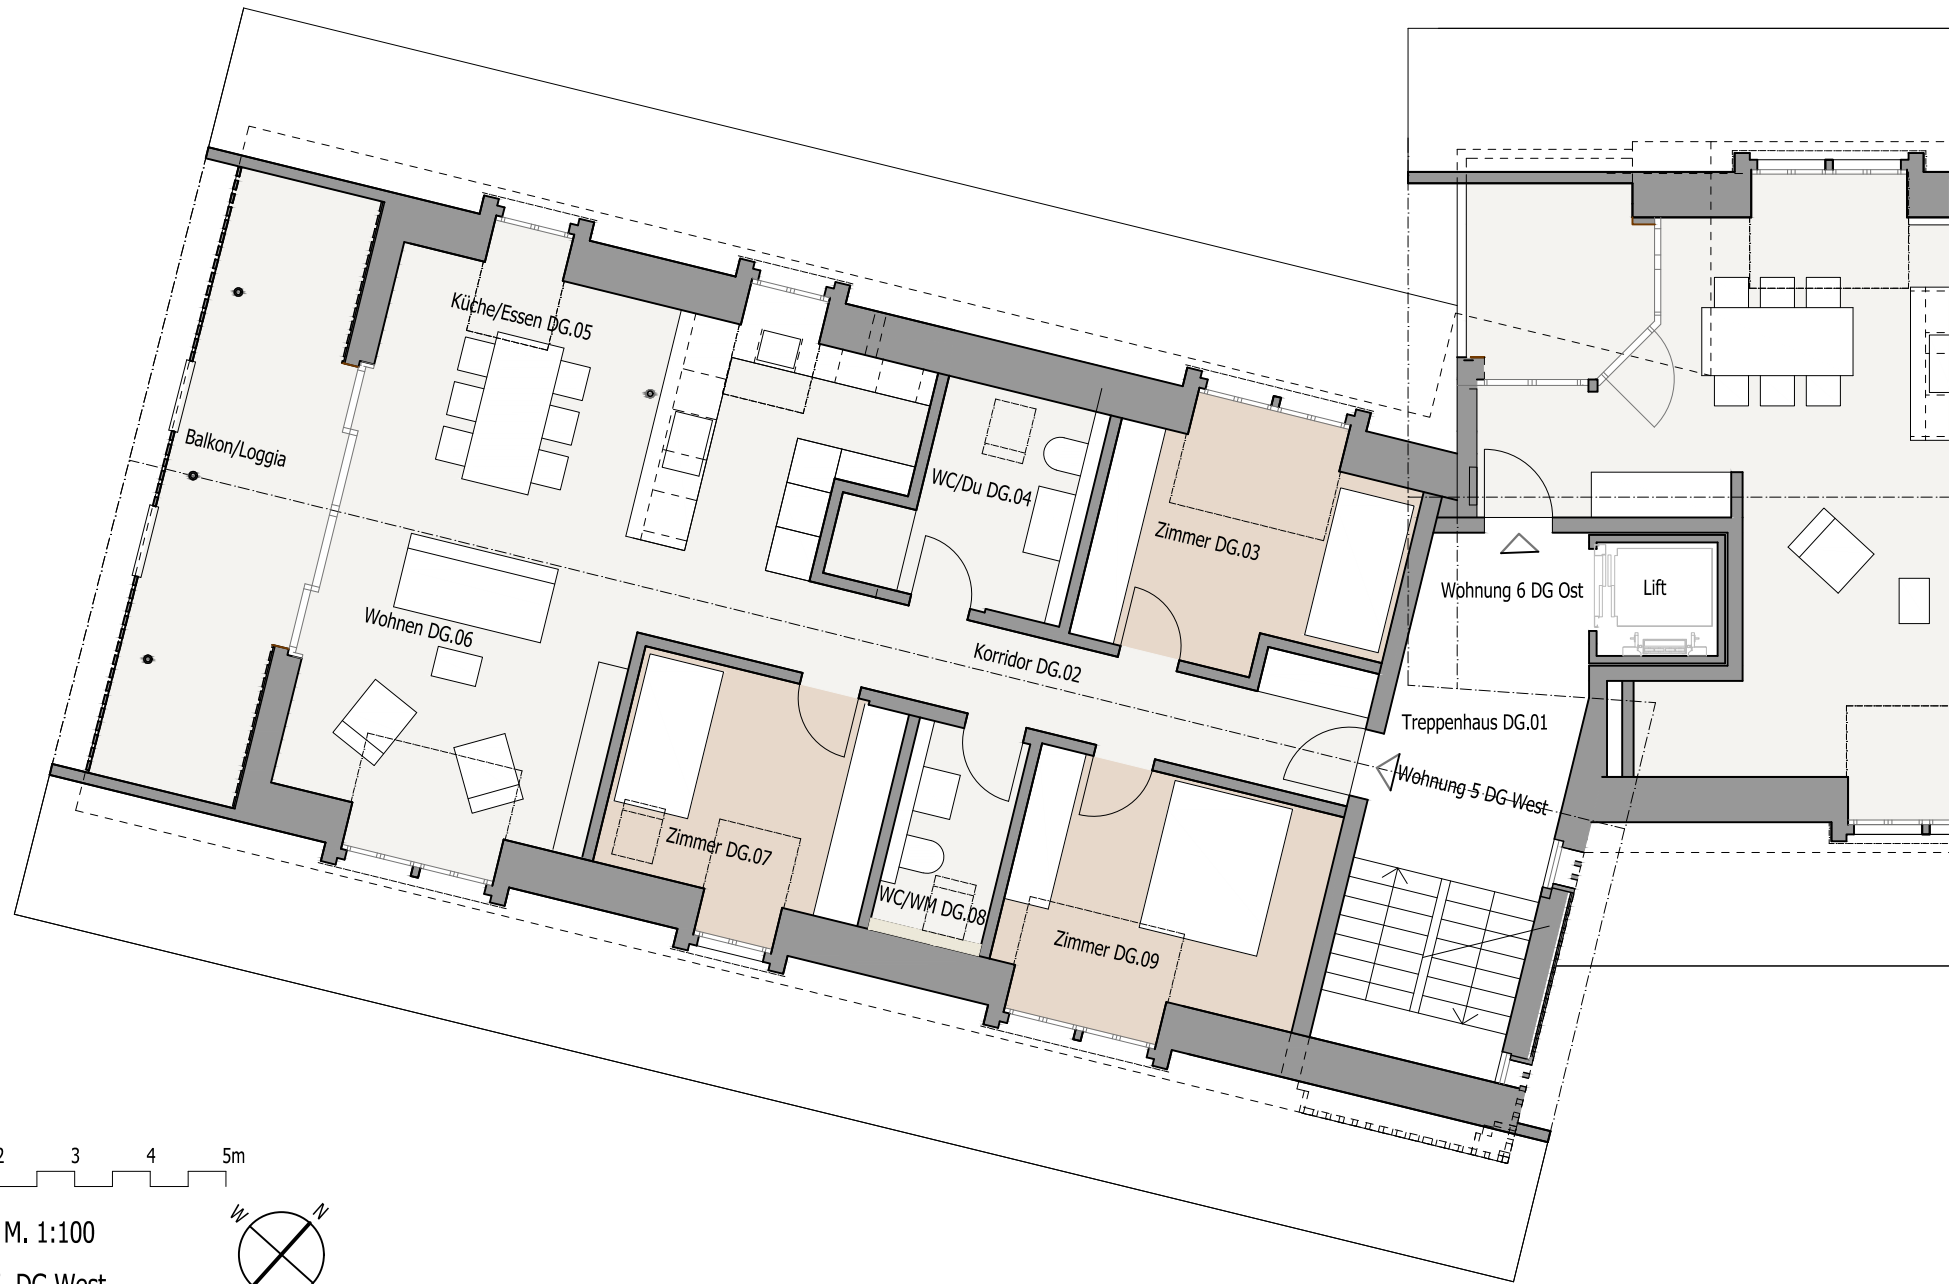 Küche/Essen DG.05
Balkon/Loggia
WC/Du DG.04
Zimmer DG.03
Wohnung 6 DG Ost
Lift
Wohnen DG.06
Korridor DG.02
Treppenhaus DG.01
Wohnung 5 DG West
Zimmer DG.07
WC/WM DG.08
Zimmer DG.09
2 3 4 5m
W N
M. 1:100
DG West